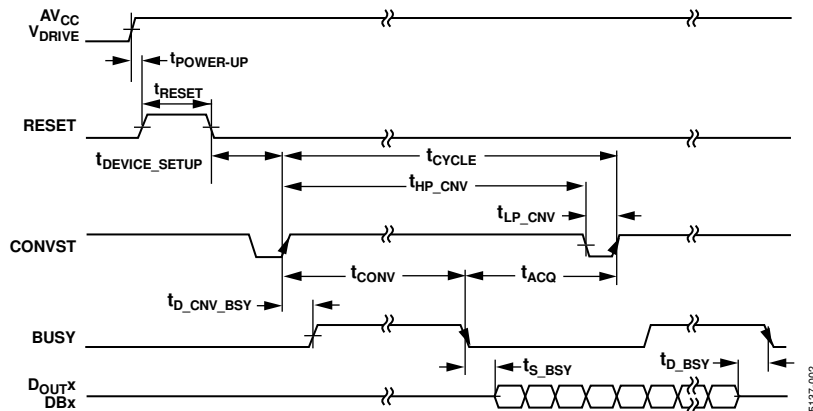 AVCC
VDRIVE
tPOWER-UP
tRESET
RESET
tDEVICE_SETUP
tCYCLE
tHP_CNV
tLP_CNV
CONVST
tCONV
tACQ
tD_CNV_BSY
BUSY
tS_BSY
tD_BSY
DOUTx
DBx